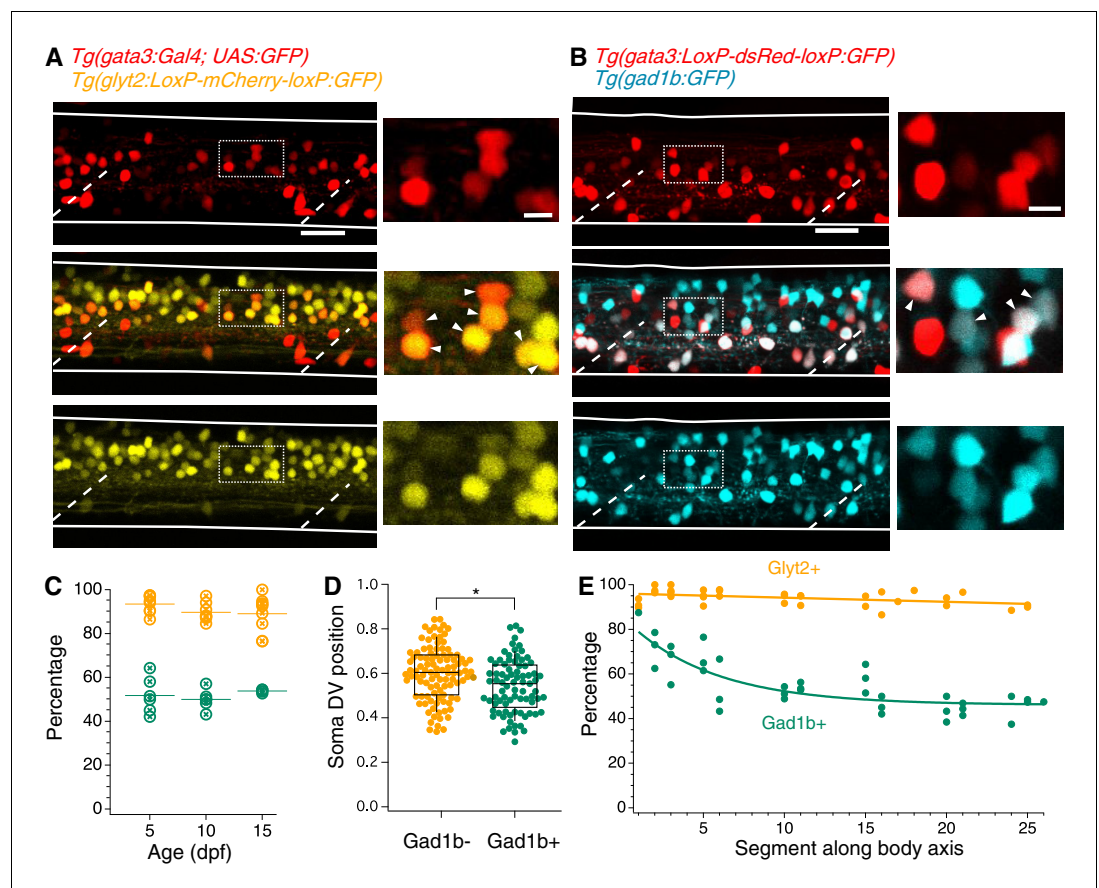 A Tg(gata3:Gal4; UAS:GFP)
Tg(glyt2:LoxP-mCherry-loxP:GFP)
B Tg(gata3:LoxP-dsRed-loxP:GFP)
Tg(gad1b:GFP)
C
Percentage
100
80
60
40
20
0
5 10 15
Age (dpf)
D
Soma DV position
1.0
0.8
0.6
0.4
0.2
0.0
*
Gad1b- Gad1b+
E
Percentage
100
80
60
40
20
0
Glyt2+
Gad1b+
5 10 15 20 25
Segment along body axis